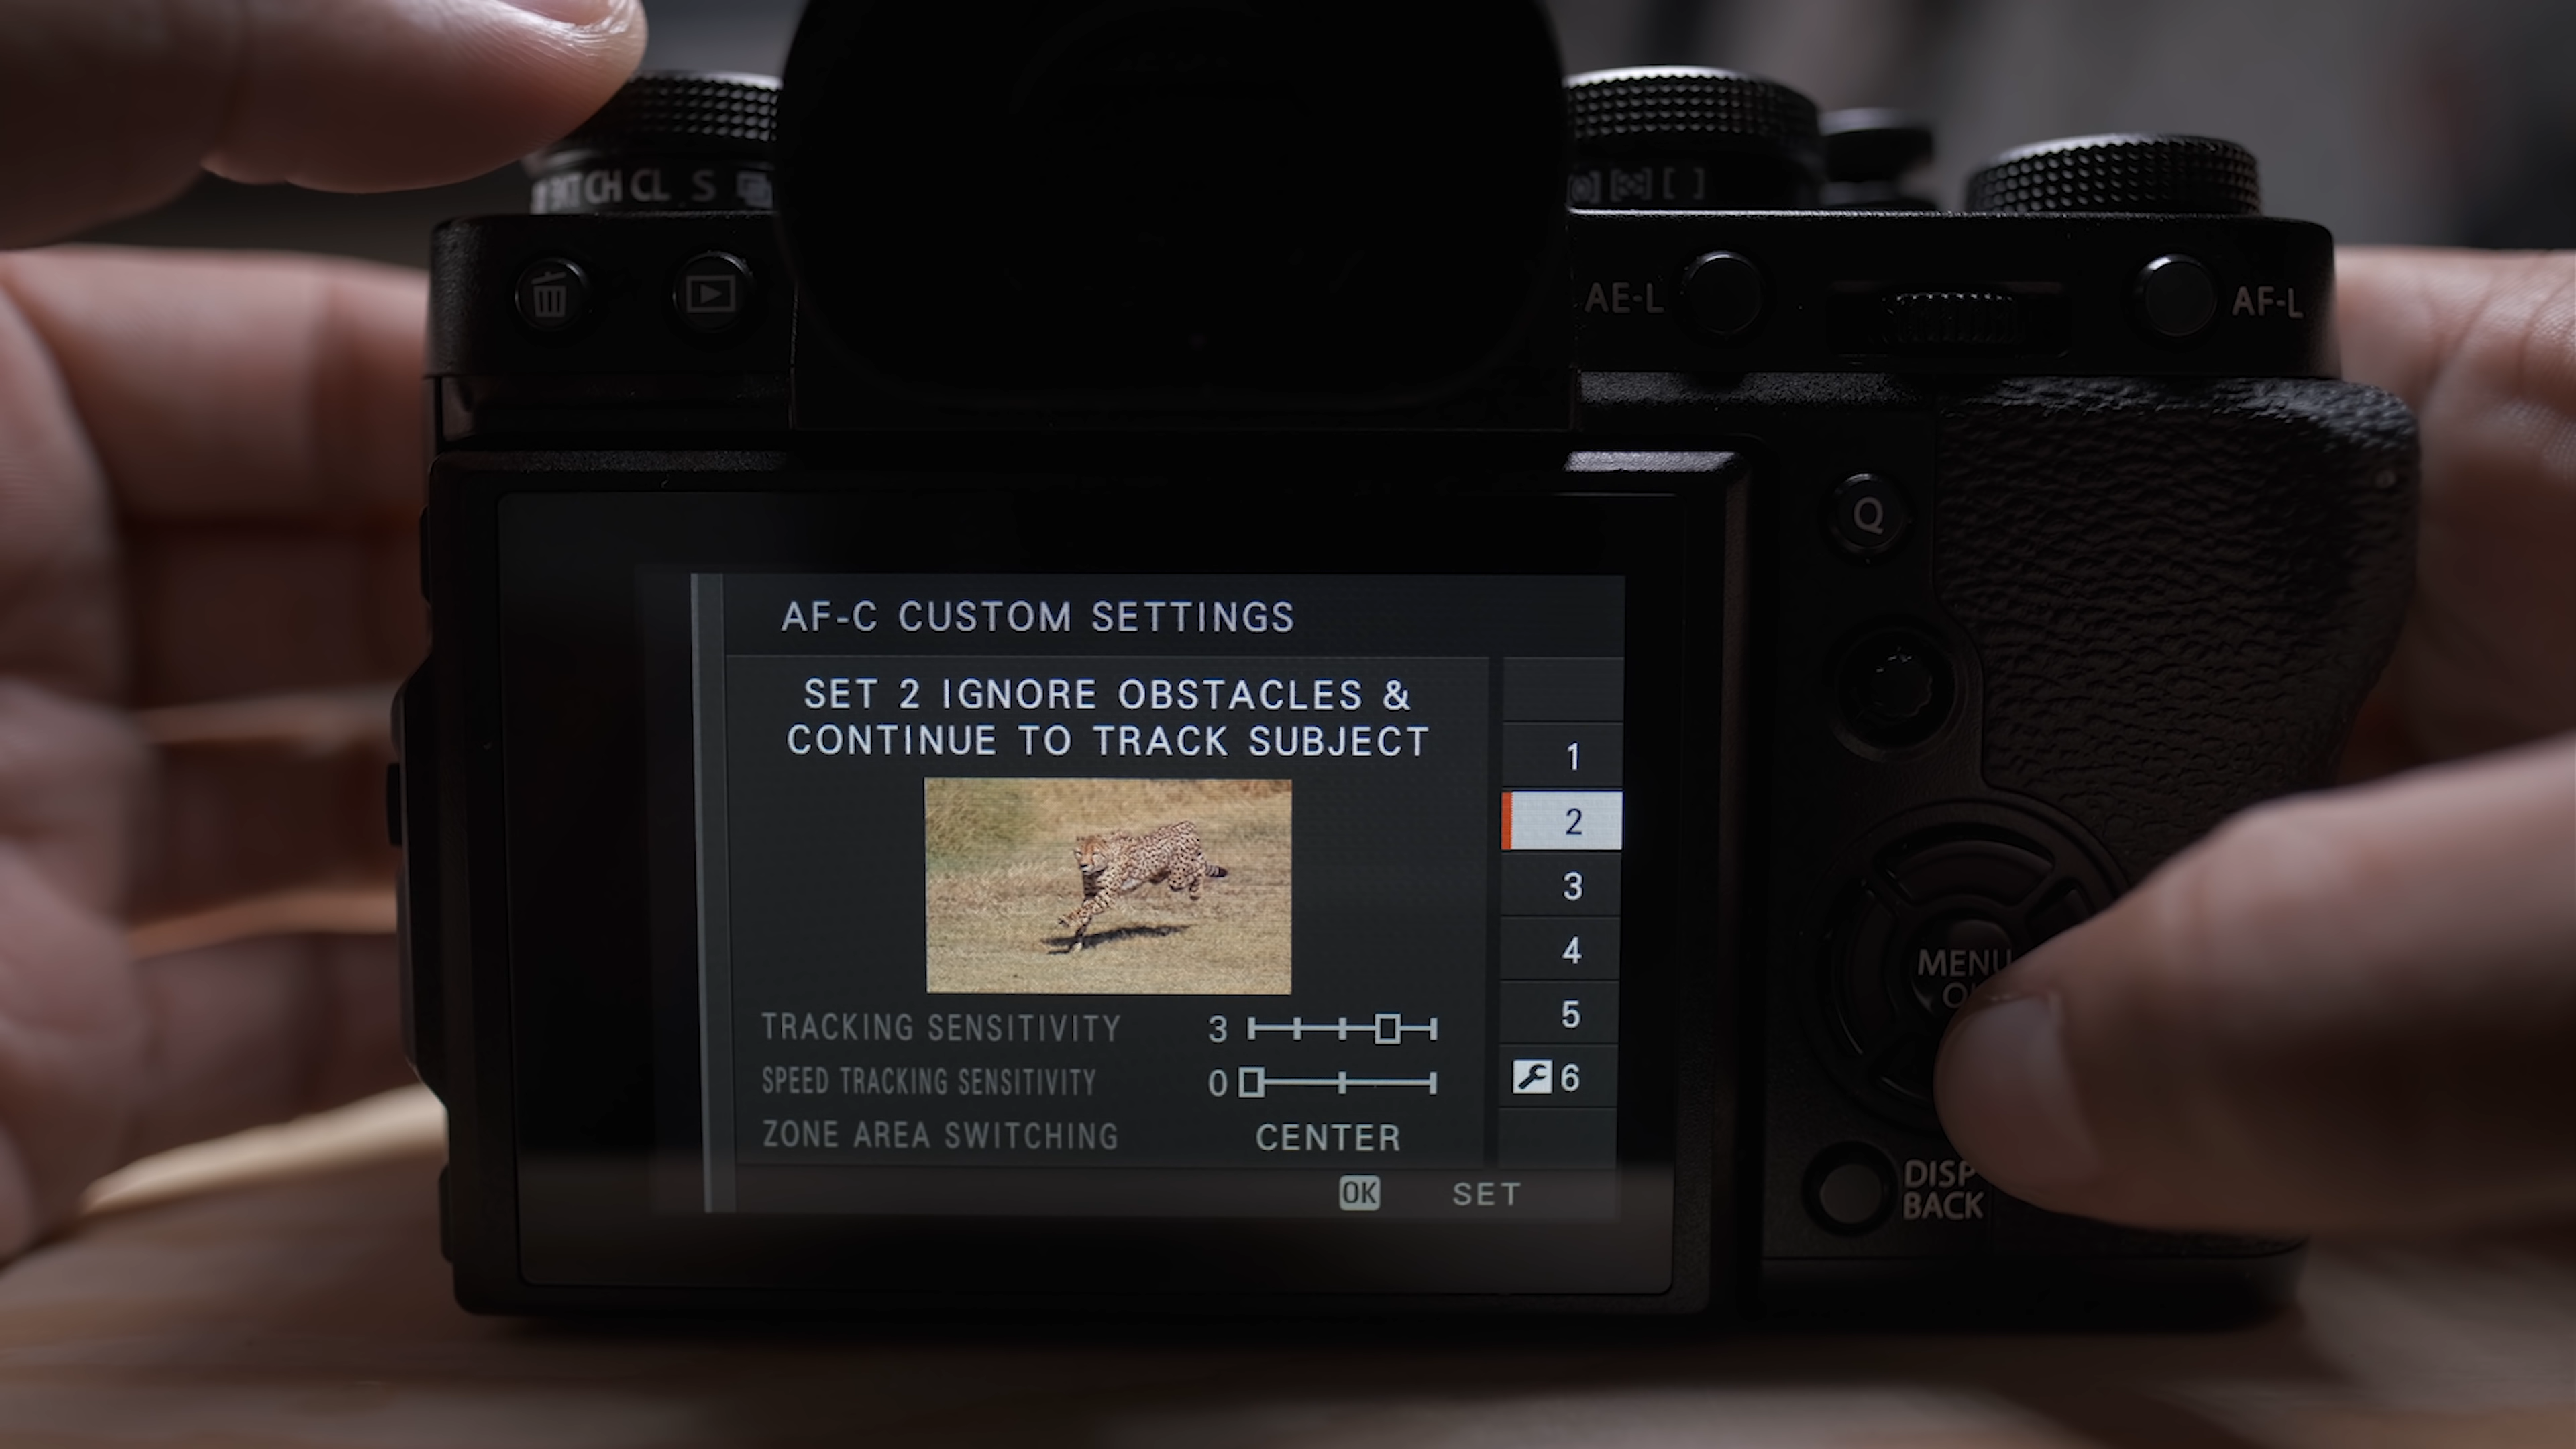 CH CL S
AE-L
AF-L
Q
AF-C CUSTOM SETTINGS
SET 2 IGNORE OBSTACLES &
CONTINUE TO TRACK SUBJECT
1
2
3
4
5
6
TRACKING SENSITIVITY 3
SPEED TRACKING SENSITIVITY 0
ZONE AREA SWITCHING CENTER
OK SET
MENU
DISP
BACK